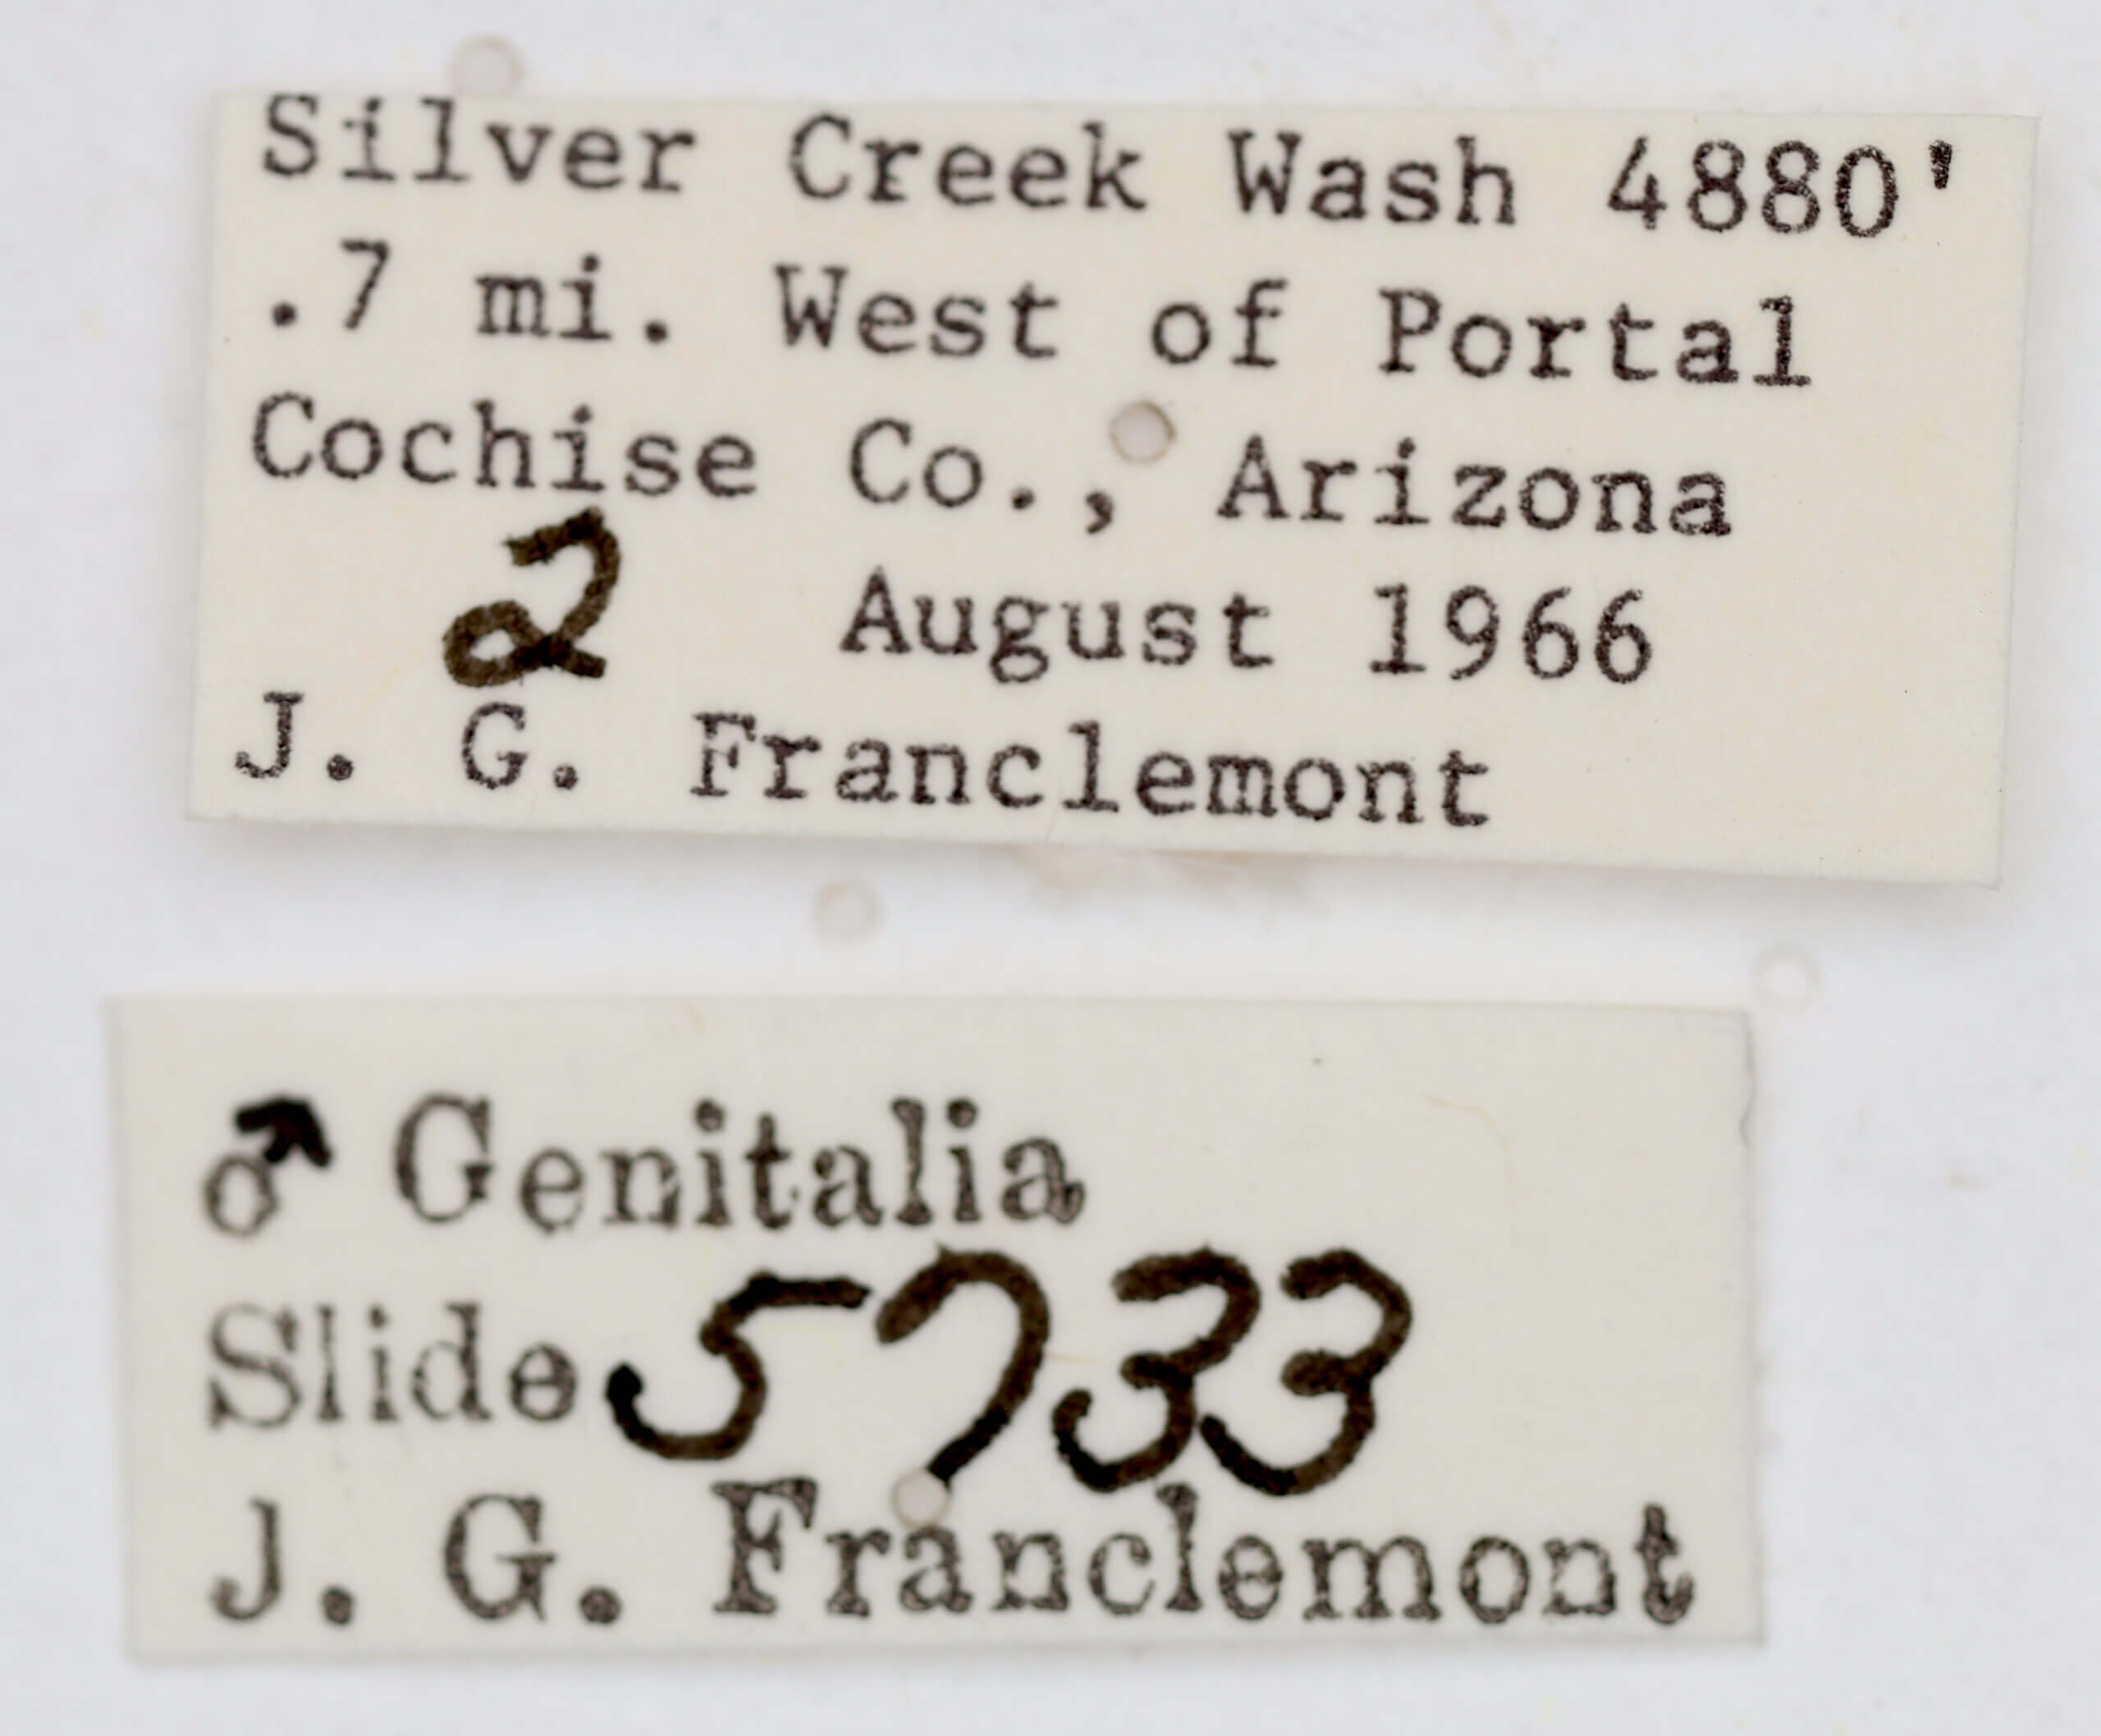 Silver Creek Wash 4880'
.7 mi. West of Portal
Cochise Co., Arizona
2 August 1966
J. G. Franclemont
♂ Genitalia
Slide 5733
J. G. Franclemont